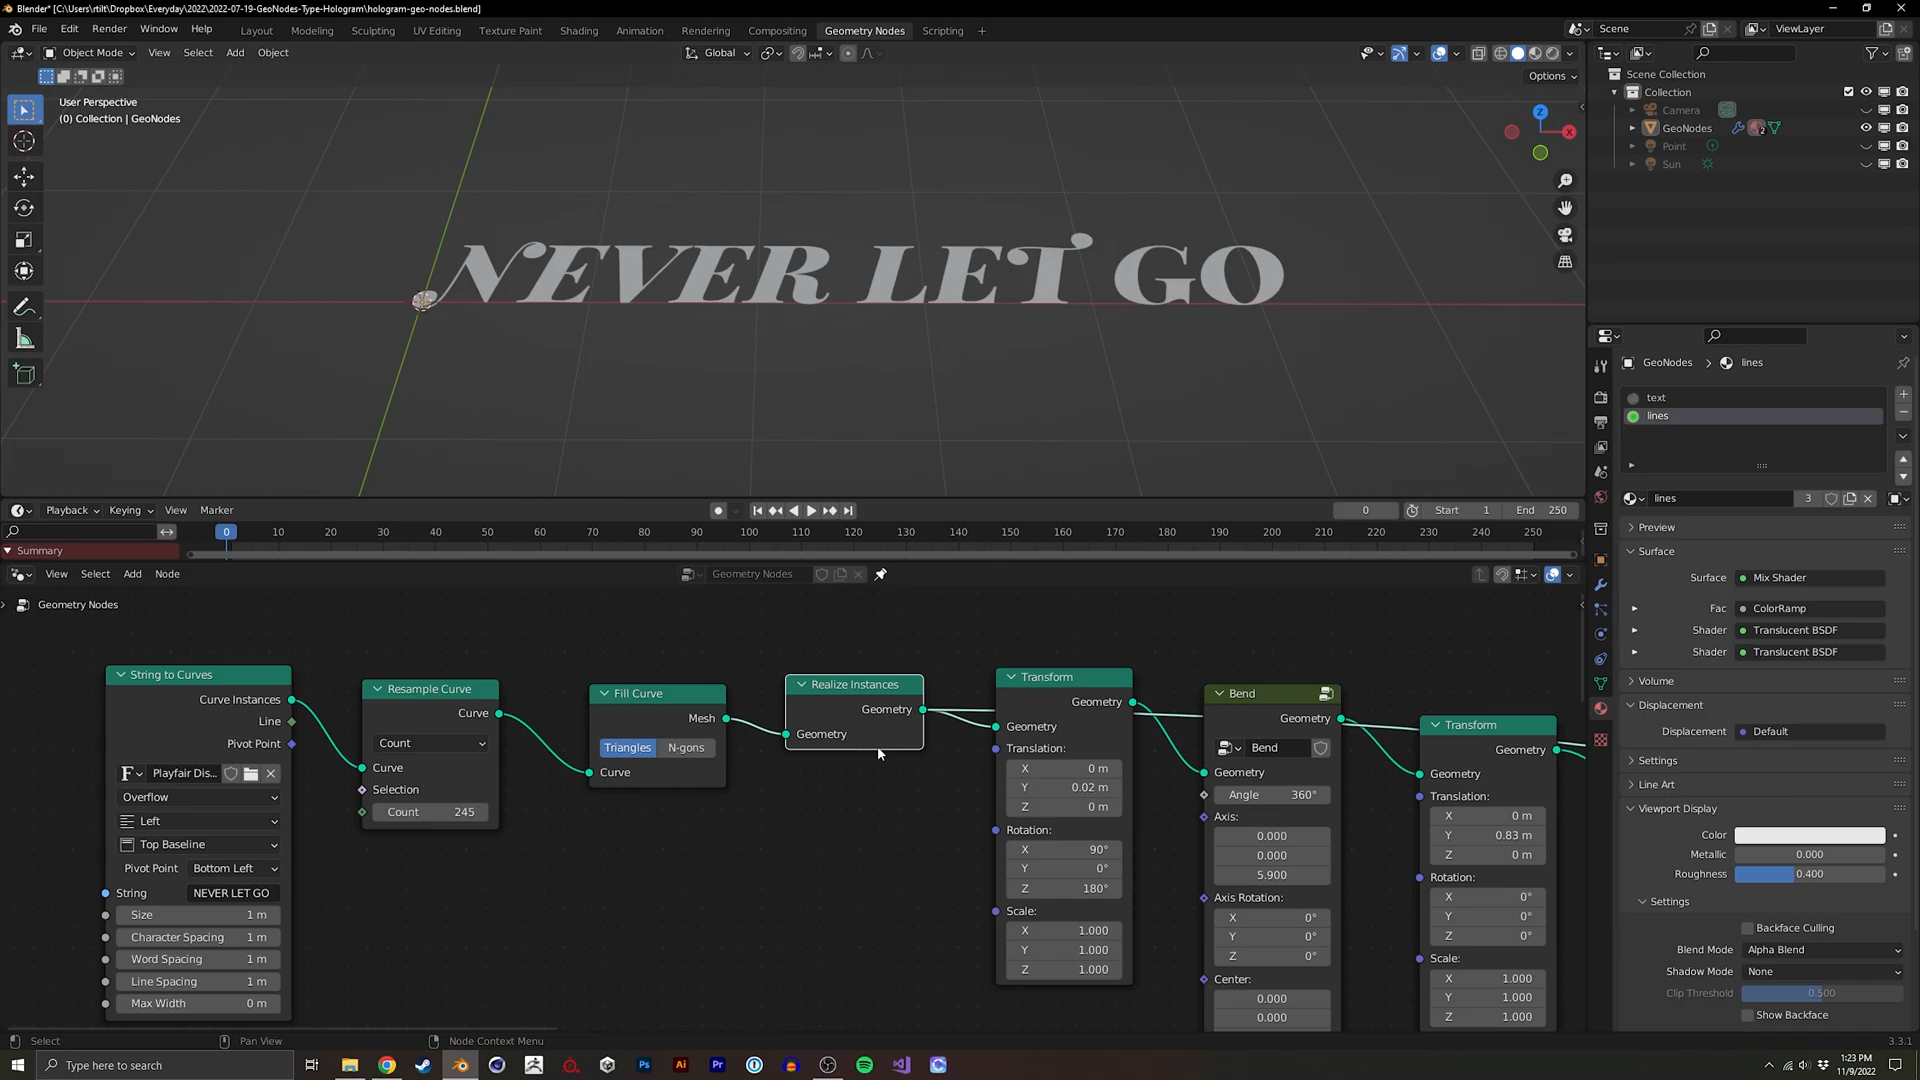 Blender* [C:\Users\rtilt\Dropbox\Everyday\2022\2022-07-19-GeoNodes-Type-Hologram\hologram-geo-nodes.blend]
File Edit Render Window Help
Layout Modeling Sculpting UV Editing Texture Paint Shading Animation Rendering Compositing Geometry Nodes Scripting +
Scene ViewLayer
Object Mode View Select Add Object Global
Options
User Perspective
(0) Collection | GeoNodes
Z
X
NEVER LET GO
Scene Collection
Collection
Camera
GeoNodes 2
Point
Sun
GeoNodes > lines
text
lines
lines 3
Preview
Surface
Surface Mix Shader
Fac ColorRamp
Shader Translucent BSDF
Shader Translucent BSDF
Volume
Displacement
Displacement Default
Settings
Line Art
Viewport Display
Color
Metallic 0.000
Roughness 0.400
Settings
Backface Culling
Blend Mode Alpha Blend
Shadow Mode None
Clip Threshold 0.500
Show Backface
Playback Keying View Marker
0 Start 1 End 250
0 10 20 30 40 50 60 70 80 90 100 110 120 130 140 150 160 170 180 190 200 210 220 230 240 250
Summary
View Select Add Node
Geometry Nodes
Geometry Nodes
String to Curves
Curve Instances
Line
Pivot Point
F Playfair Dis...
Overflow
Left
Top Baseline
Pivot Point Bottom Left
String NEVER LET GO
Size 1 m
Character Spacing 1 m
Word Spacing 1 m
Line Spacing 1 m
Max Width 0 m
Resample Curve
Curve
Count
Curve
Selection
Count 245
Fill Curve
Mesh
Triangles N-gons
Curve
Realize Instances
Geometry
Geometry
Transform
Geometry
Geometry
Translation:
X 0 m
Y 0.02 m
Z 0 m
Rotation:
X 90°
Y 0°
Z 180°
Scale:
X 1.000
Y 1.000
Z 1.000
Bend
Geometry
Bend
Geometry
Angle 360°
Axis:
0.000
0.000
5.900
Axis Rotation:
X 0°
Y 0°
Z 0°
Center:
0.000
0.000
Transform
Geometry
Geometry
Translation:
X 0 m
Y 0.83 m
Z 0 m
Rotation:
X 0°
Y 0°
Z 0°
Scale:
X 1.000
Y 1.000
Z 1.000
Select Pan View Node Context Menu 3.3.1
Type here to search
Ps Ai Pr
1:23 PM
11/9/2022